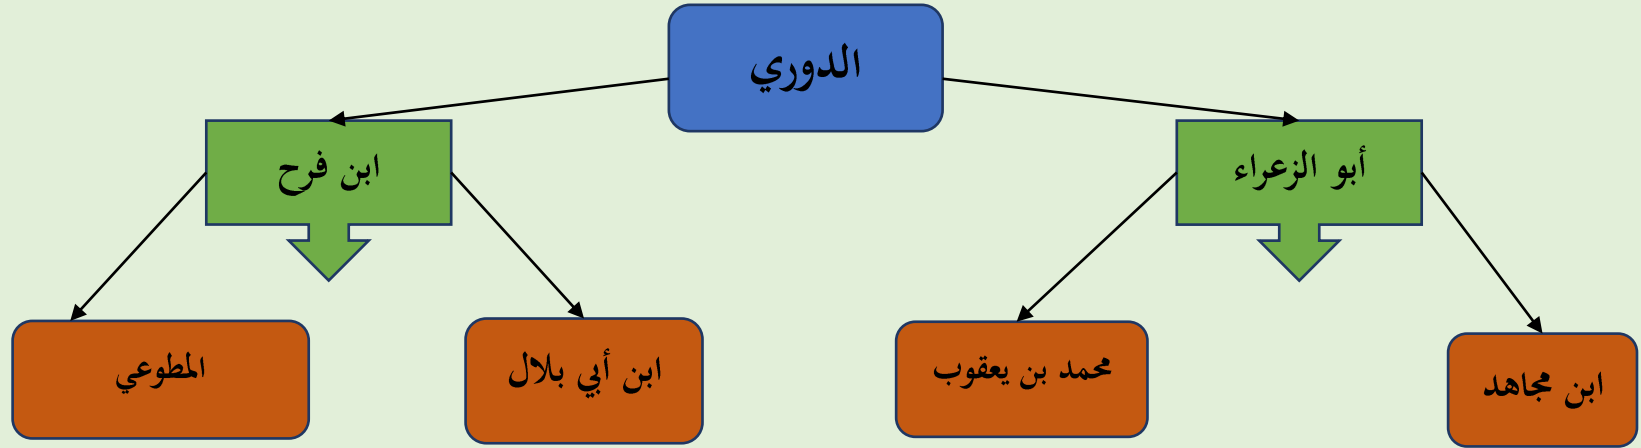 الدوري
أبو الزعراء
ابن فرح
ابن مجاهد
محمد بن يعقوب
ابن أبي بلال
المطوعي